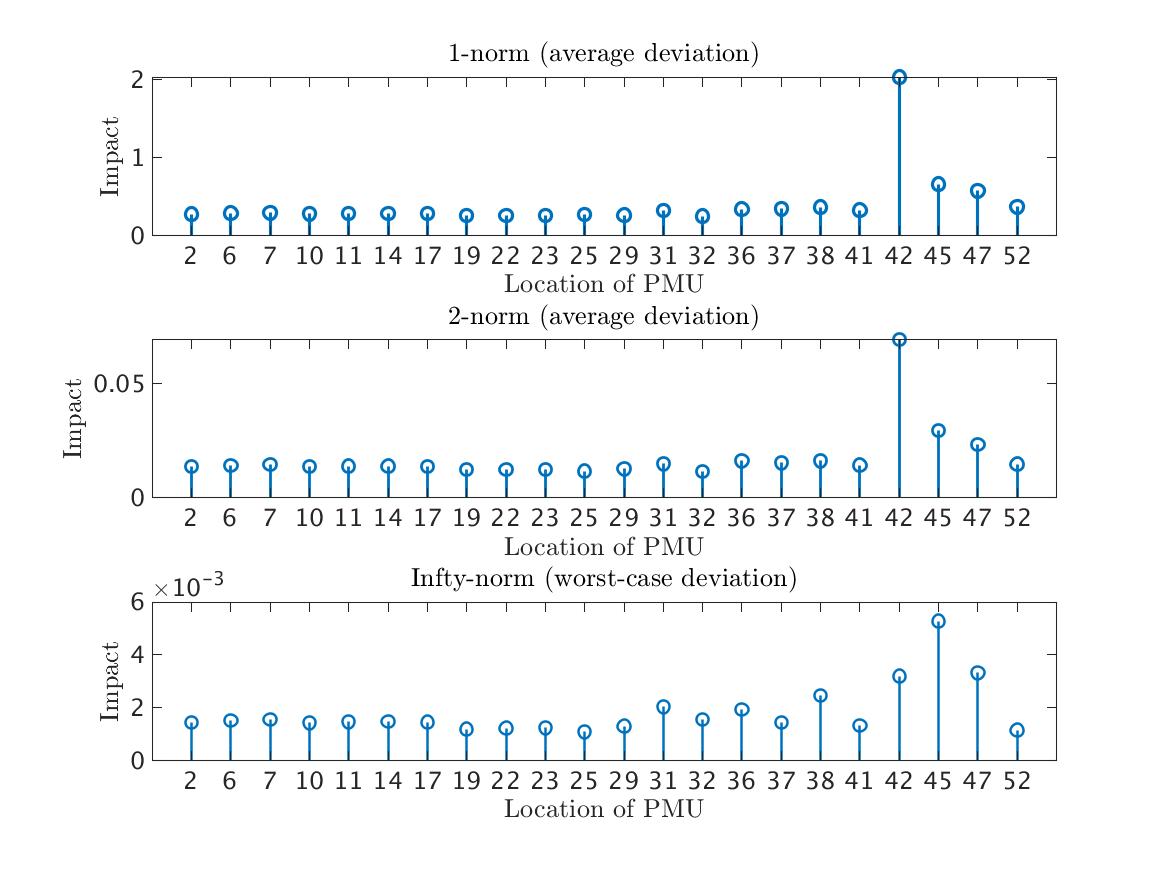 1-norm (average deviation)
2
1
0
Impact
2 6 7 10 11 14 17 19 22 23 25 29 31 32 36 37 38 41 42 45 47 52
Location of PMU
2-norm (average deviation)
0.05
0
Impact
2 6 7 10 11 14 17 19 22 23 25 29 31 32 36 37 38 41 42 45 47 52
Location of PMU
Infty-norm (worst-case deviation)
×10⁻³
6
4
2
0
Impact
2 6 7 10 11 14 17 19 22 23 25 29 31 32 36 37 38 41 42 45 47 52
Location of PMU